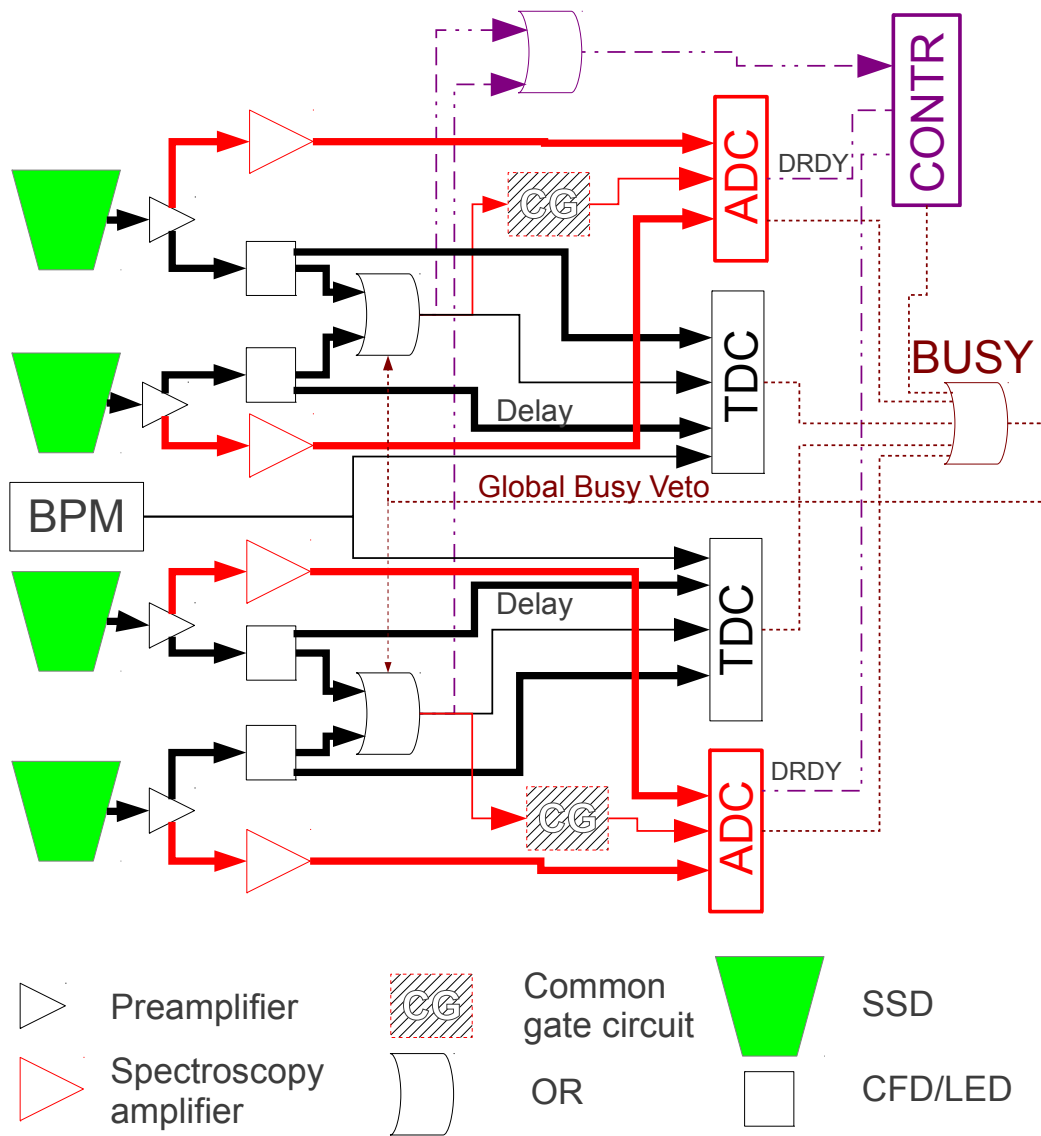 CONTR
ADC
DRDY
CG
TDC
BUSY
Delay
Global Busy Veto
BPM
Delay
TDC
DRDY
ADC
CG
Preamplifier
CG
Common
gate circuit
SSD
Spectroscopy
amplifier
OR
CFD/LED